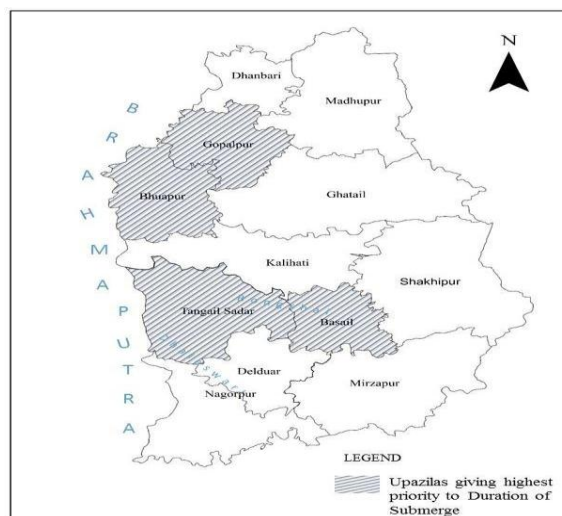 N
Dhanbari
Madhupur
Gopalpur
Bhuapur
Ghatail
Kalihati
Shakhipur
Tangail Sadar
Basail
Delduar
Nagorpur
Mirzapur
BRAHMAPUTRA
LEGEND
Upazilas giving highest
priority to Duration of
Submerge